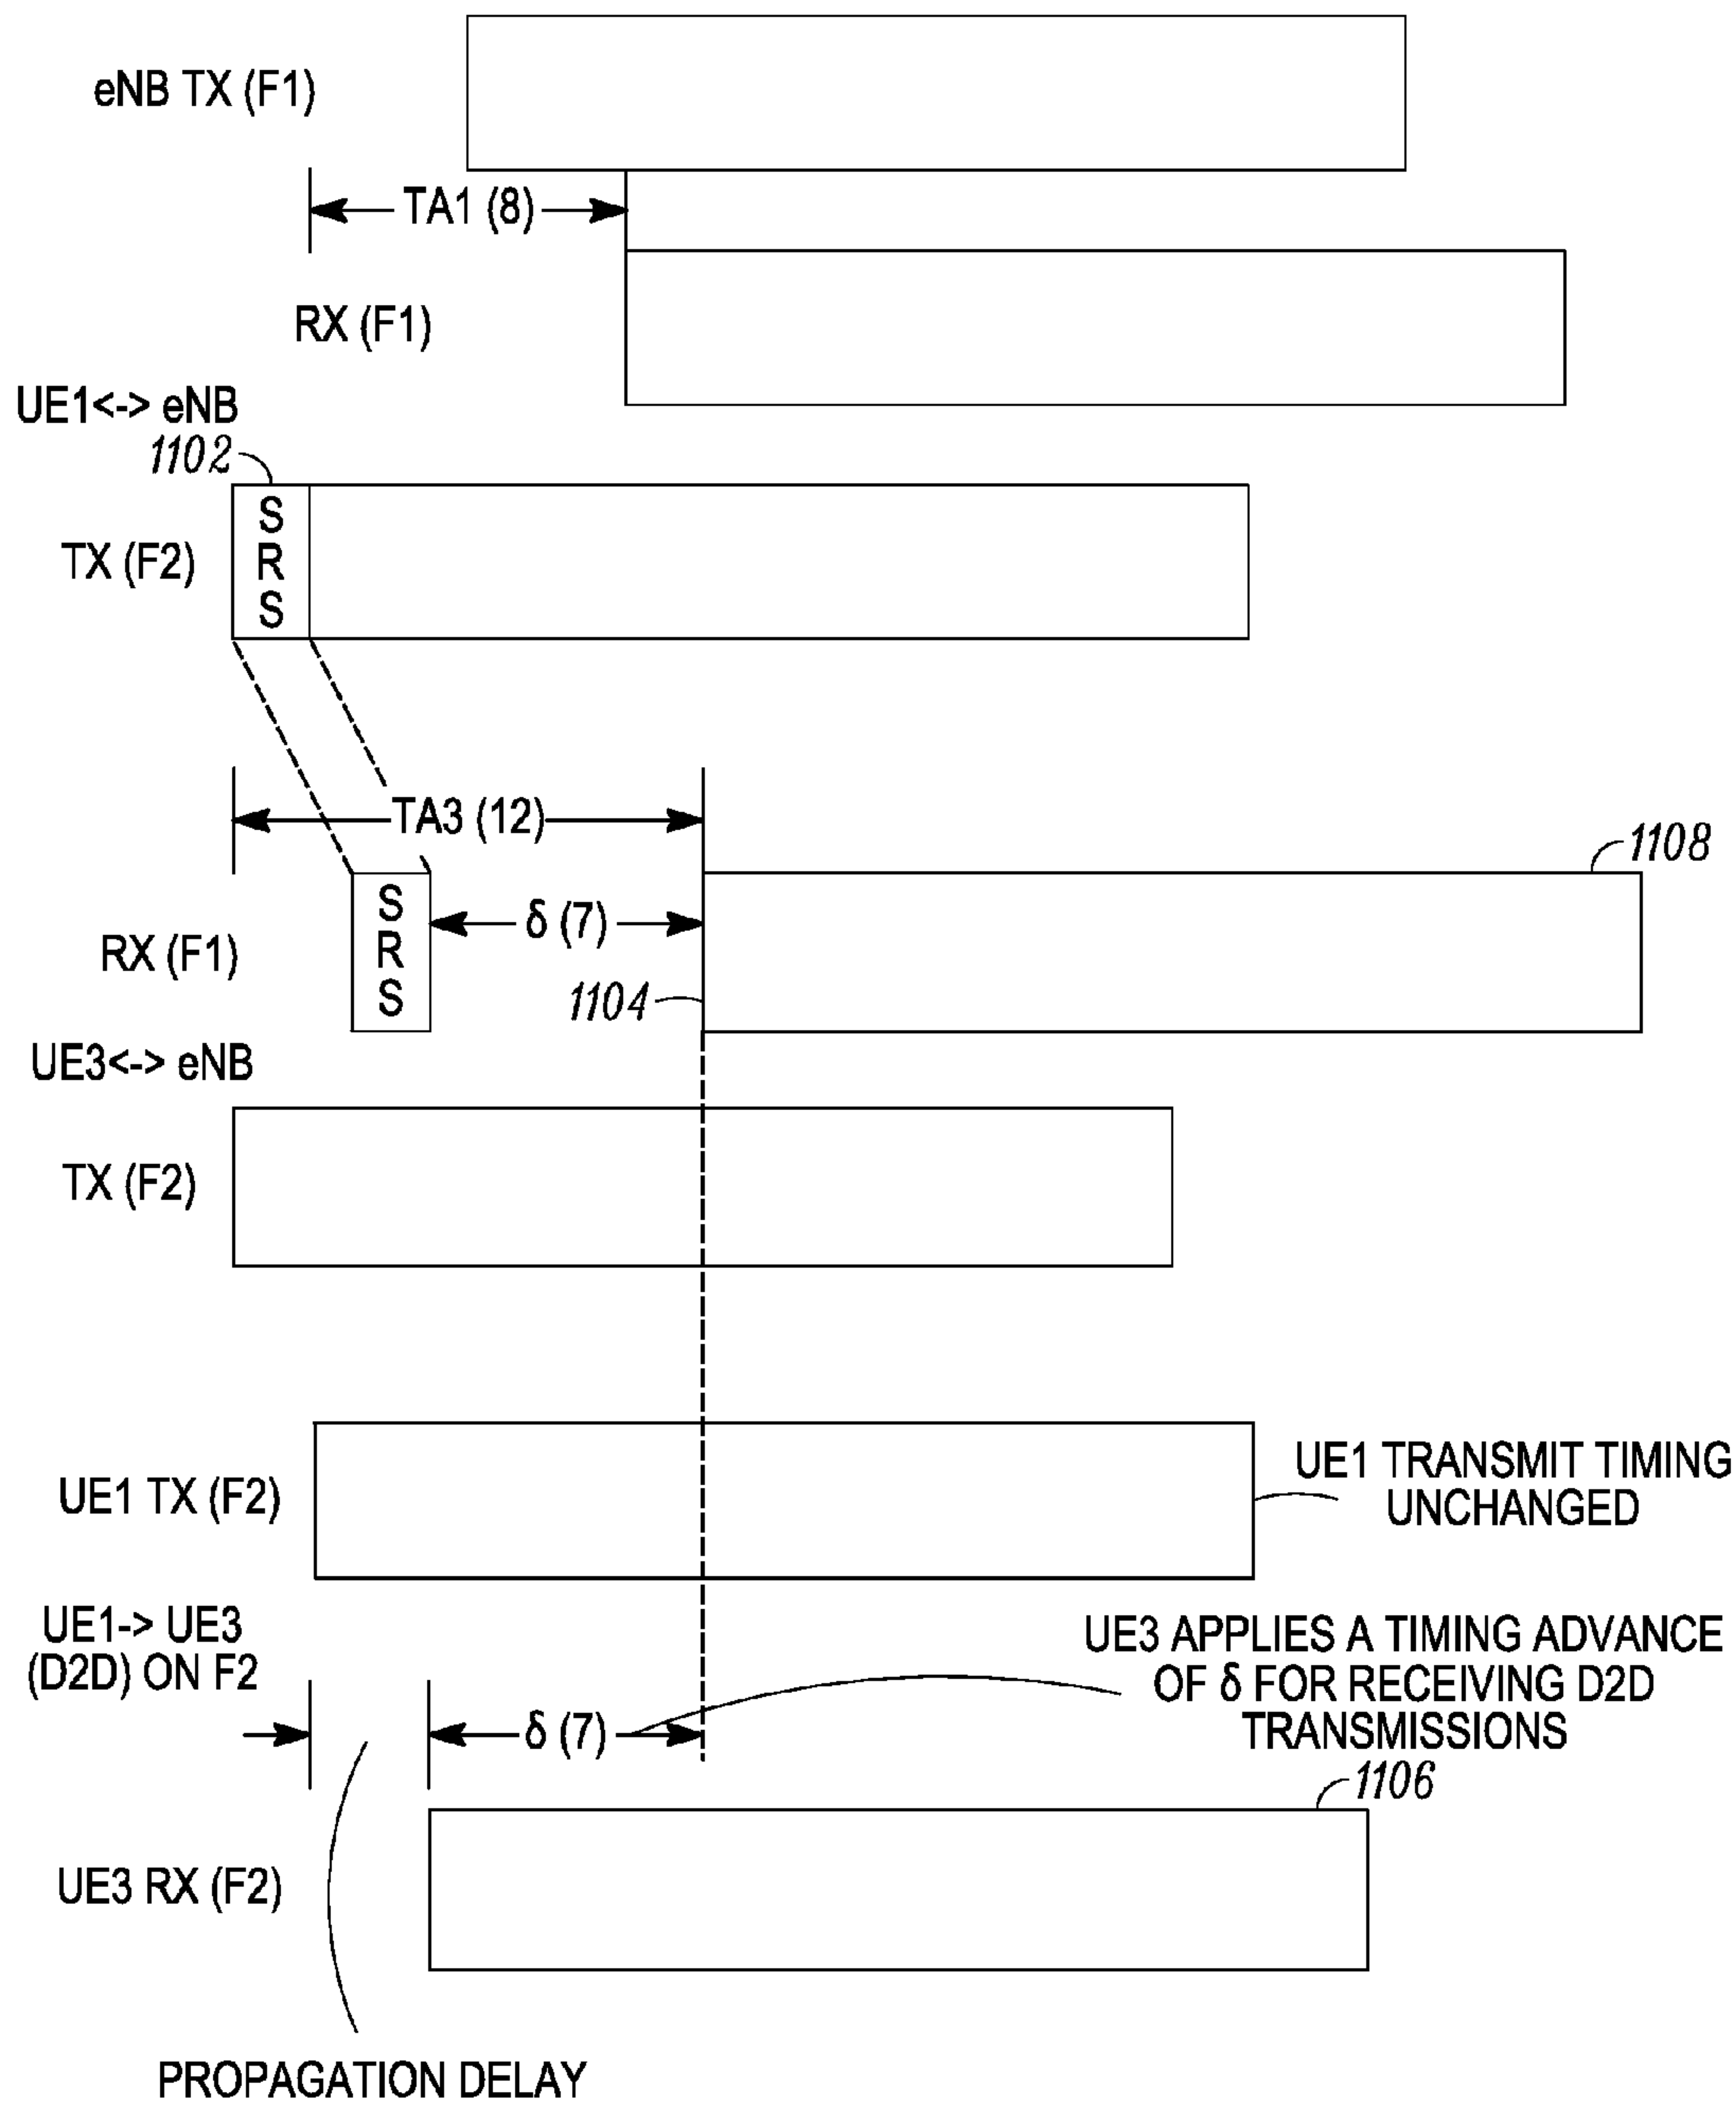 eNB TX (F1)
TA1 (8)
RX (F1)
UE1<-> eNB
1102
S
R
S
TX (F2)
TA3 (12)
1108
S
R
S
δ (7)
RX (F1)
1104
UE3<-> eNB
TX (F2)
UE1 TX (F2)
UE1 TRANSMIT TIMING
UNCHANGED
UE1-> UE3
(D2D) ON F2
UE3 APPLIES A TIMING ADVANCE
OF δ FOR RECEIVING D2D
TRANSMISSIONS
δ (7)
1106
UE3 RX (F2)
PROPAGATION DELAY